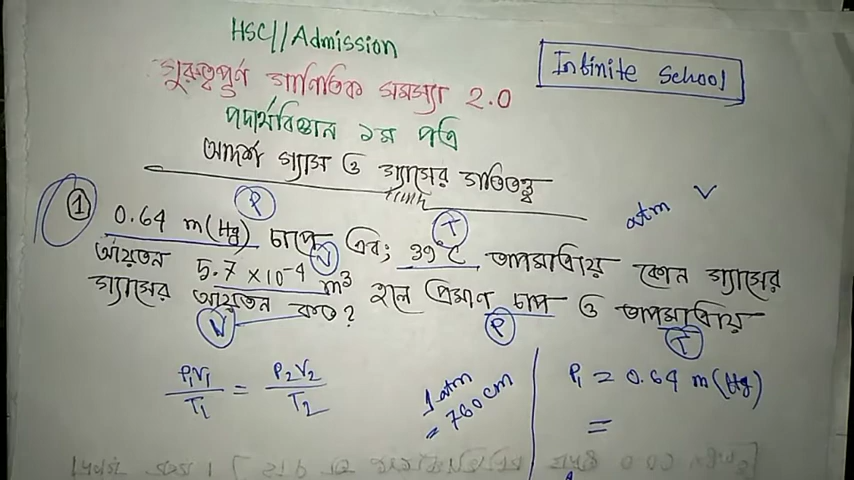 HSC//Admission
Infinite School
গুরুত্বপূর্ণ গাণিতিক সমস্যা 2.0
পদার্থবিজ্ঞান ১ম পত্র
আদর্শ গ্যাস ও গ্যাসের গতিতত্ত্ব
atm V
P T
① 0.64 m(Hg) চাপে এবং 39°C তাপমাত্রায় কোন গ্যাসের
V
আয়তন 5.7 × 10⁻⁴ m³ হলে প্রমাণ চাপ ও তাপমাত্রায়
গ্যাসের আয়তন কত?
V P T
P₁V₁/T₁ = P₂V₂/T₂
1 atm
= 760 cm
P₁ = 0.64 m(Hg)
=